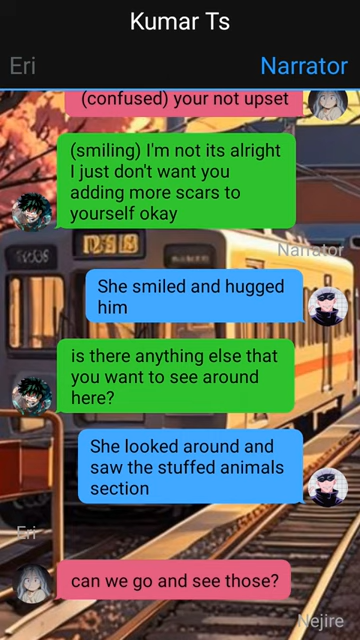 Kumar Ts
Eri
Narrator
(confused) your not upset
(smiling) I'm not its alright
I just don't want you
adding more scars to
yourself okay
Narrator
She smiled and hugged
him
is there anything else that
you want to see around
here?
She looked around and
saw the stuffed animals
section
Eri
can we go and see those?
Nejire